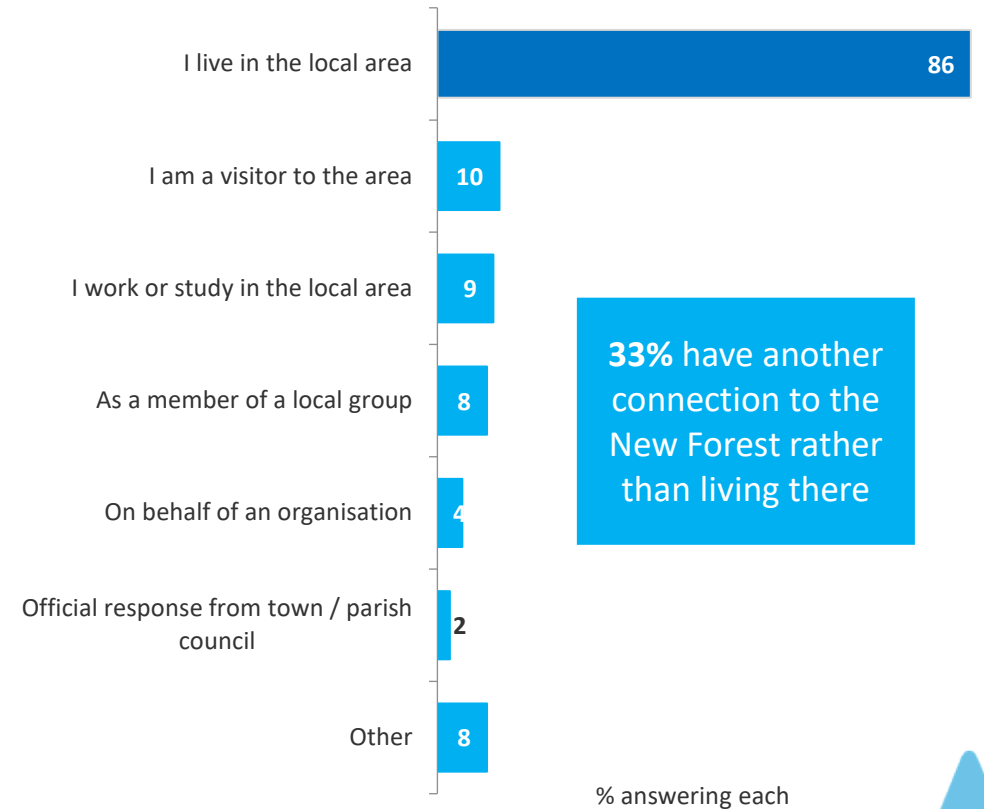 I live in the local area
86
I am a visitor to the area
10
I work or study in the local area
9
As a member of a local group
8
33% have another
connection to the
New Forest rather
than living there
On behalf of an organisation
4
Official response from town / parish
council
2
Other
8
% answering each